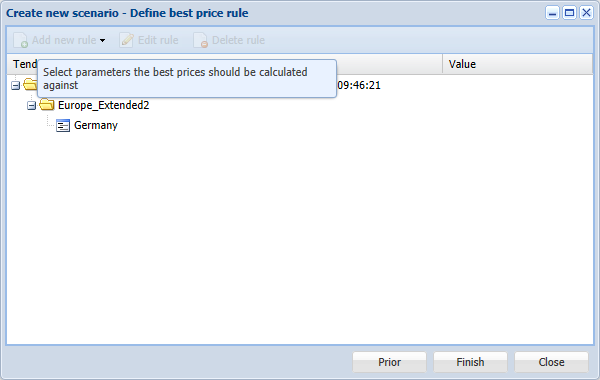 Create new scenario - Define best price rule
Add new rule Edit rule Delete rule
Tend Value
Select parameters the best prices should be calculated
against
09:46:21
Europe_Extended2
Germany
Prior Finish Close